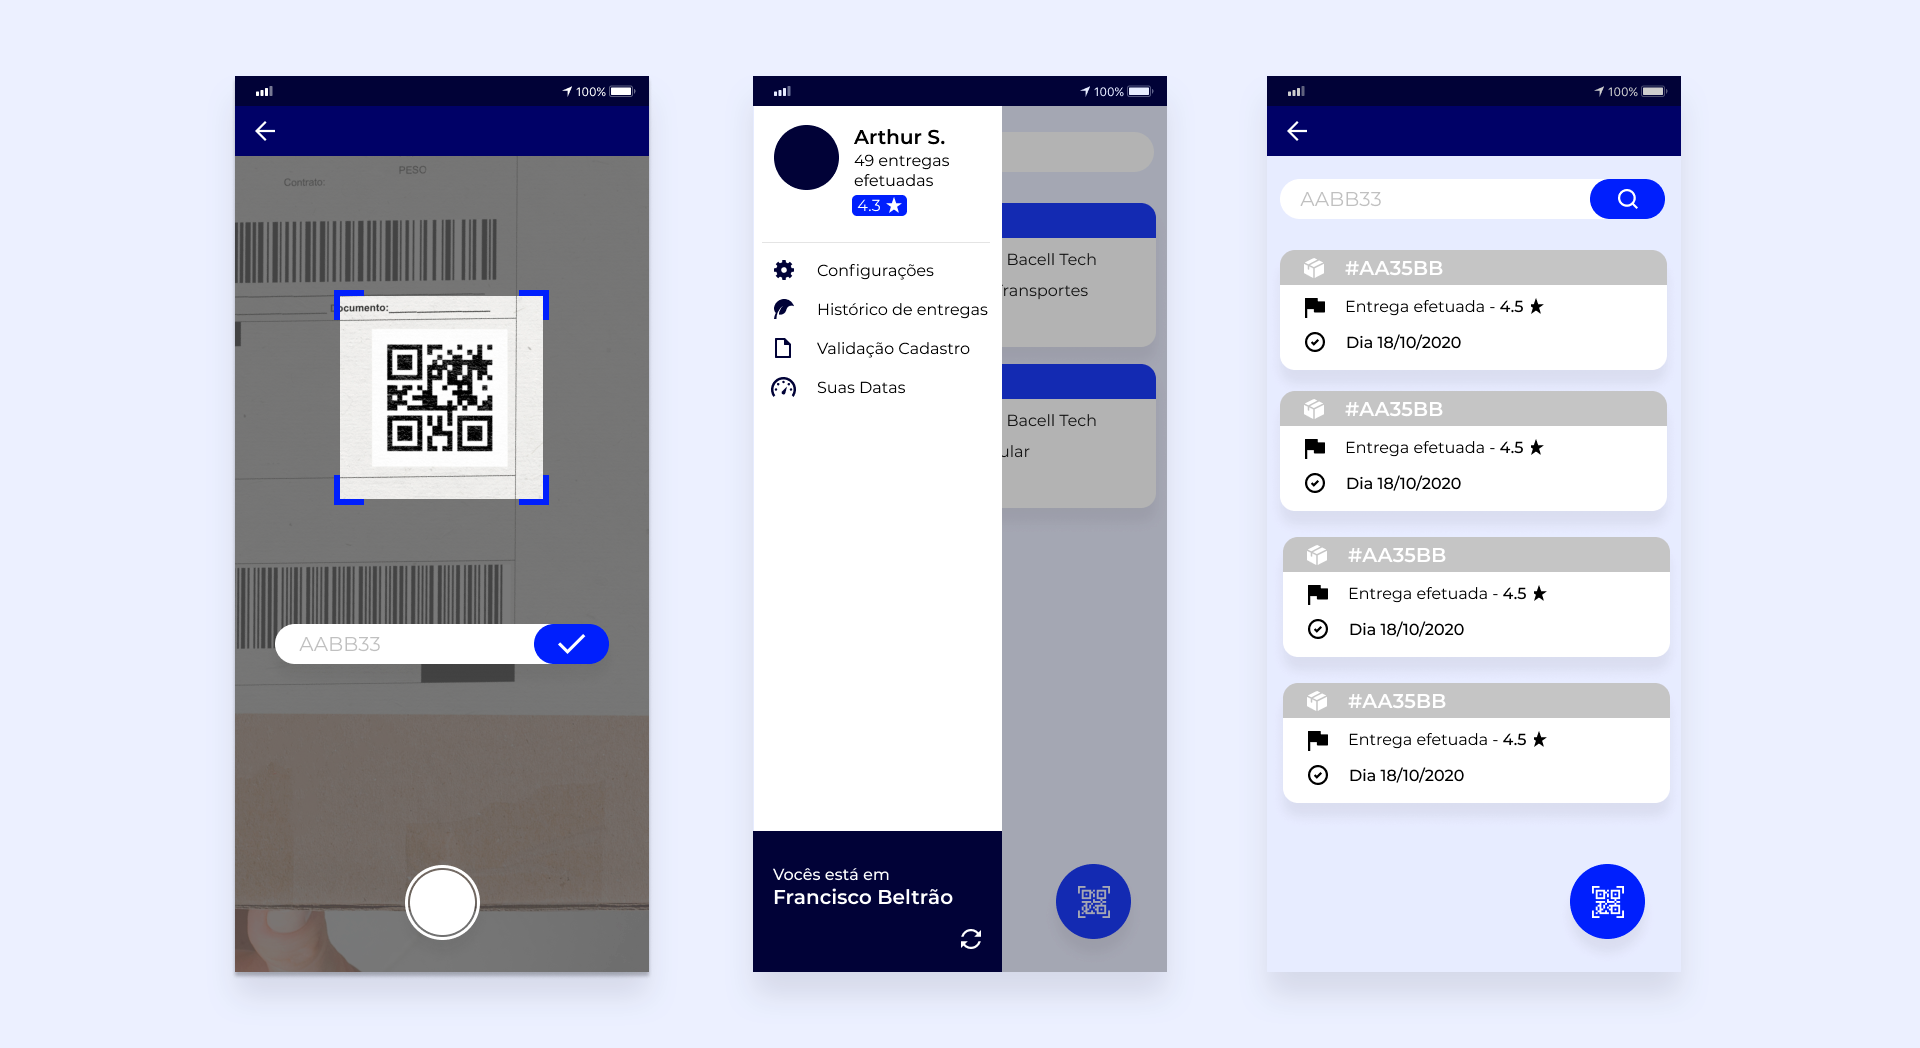 100%
PESO
Contrato:
Documento:
AABB33
100%
Arthur S.
49 entregas
efetuadas
4.3
Configurações
Histórico de entregas
Validação Cadastro
Suas Datas
Bacell Tech
Transportes
Bacell Tech
ular
Vocês está em
Francisco Beltrão
100%
AABB33
#AA35BB
Entrega efetuada - 4.5
Dia 18/10/2020
#AA35BB
Entrega efetuada - 4.5
Dia 18/10/2020
#AA35BB
Entrega efetuada - 4.5
Dia 18/10/2020
#AA35BB
Entrega efetuada - 4.5
Dia 18/10/2020